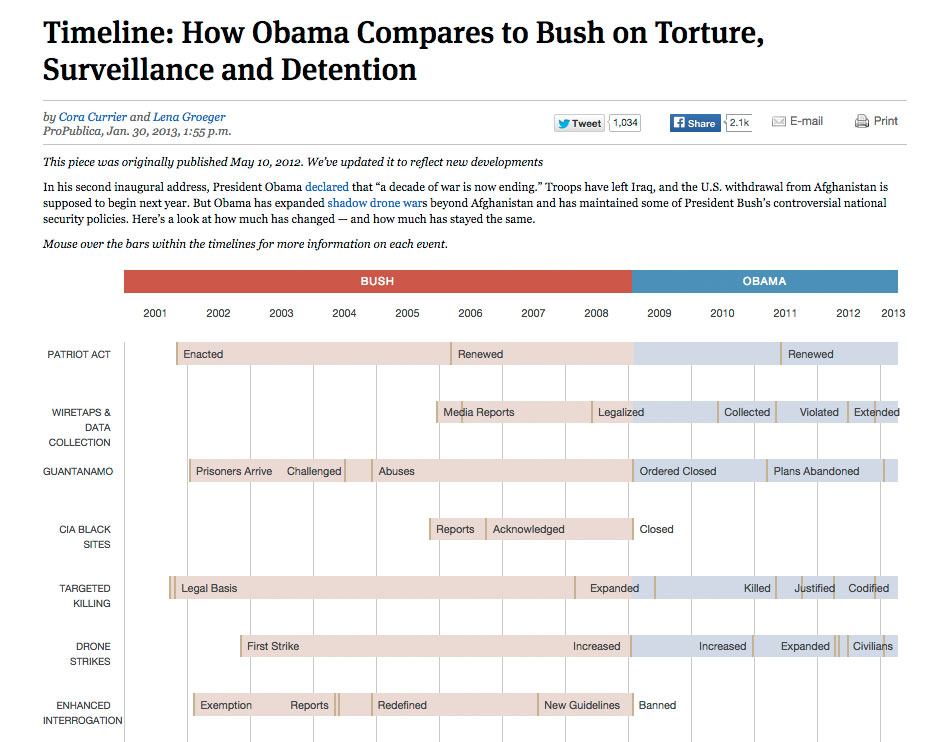 Timeline: How Obama Compares to Bush on Torture,
Surveillance and Detention
by Cora Currier and Lena Groeger
ProPublica, Jan. 30, 2013, 1:55 p.m.
Tweet 1,034 Share 2.1k E-mail Print
This piece was originally published May 10, 2012. We've updated it to reflect new developments
In his second inaugural address, President Obama declared that “a decade of war is now ending.” Troops have left Iraq, and the U.S. withdrawal from Afghanistan is
supposed to begin next year. But Obama has expanded shadow drone wars beyond Afghanistan and has maintained some of President Bush's controversial national
security policies. Here's a look at how much has changed — and how much has stayed the same.
Mouse over the bars within the timelines for more information on each event.
BUSH OBAMA
2001 2002 2003 2004 2005 2006 2007 2008 2009 2010 2011 2012 2013
PATRIOT ACT Enacted Renewed Renewed
WIRETAPS & Media Reports Legalized Collected Violated Extended
DATA
COLLECTION
GUANTANAMO Prisoners Arrive Challenged Abuses Ordered Closed Plans Abandoned
CIA BLACK Reports Acknowledged Closed
SITES
TARGETED Legal Basis Expanded Killed Justified Codified
KILLING
DRONE First Strike Increased Increased Expanded Civilians
STRIKES
ENHANCED Exemption Reports Redefined New Guidelines Banned
INTERROGATION